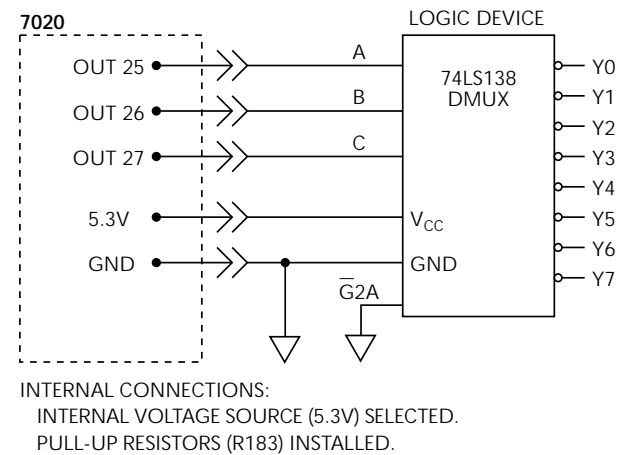 7020
LOGIC DEVICE
OUT 25
A
74LS138
DMUX
Y0
OUT 26
B
Y1
Y2
OUT 27
C
Y3
Y4
5.3V
VCC
Y5
GND
GND
Y6
G̅2A
Y7
INTERNAL CONNECTIONS:
INTERNAL VOLTAGE SOURCE (5.3V) SELECTED.
PULL-UP RESISTORS (R183) INSTALLED.